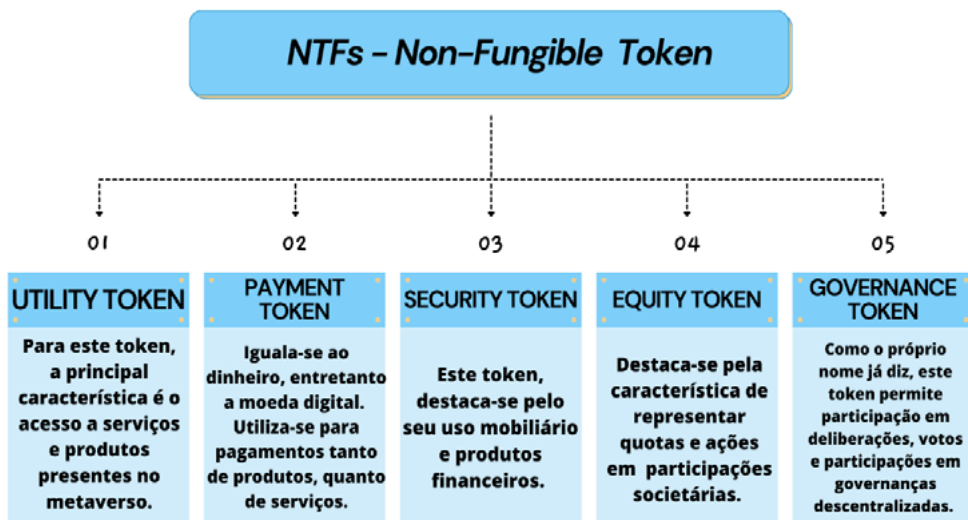 NTFs - Non-Fungible Token
01
02
03
04
05
UTILITY TOKEN
Para este token,
a principal
característica é o
acesso a serviços
e produtos
presentes no
metaverso.
PAYMENT
TOKEN
Iguala-se ao
dinheiro, entretanto
a moeda digital.
Utiliza-se para
pagamentos tanto
de produtos, quanto
de serviços.
SECURITY TOKEN
Este token,
destaca-se pelo
seu uso mobiliário
e produtos
financeiros.
EQUITY TOKEN
Destaca-se pela
característica de
representar
quotas e ações
em participações
societárias.
GOVERNANCE
TOKEN
Como o próprio
nome já diz, este
token permite
participação em
deliberações, votos
e participações em
governanças
descentralizadas.